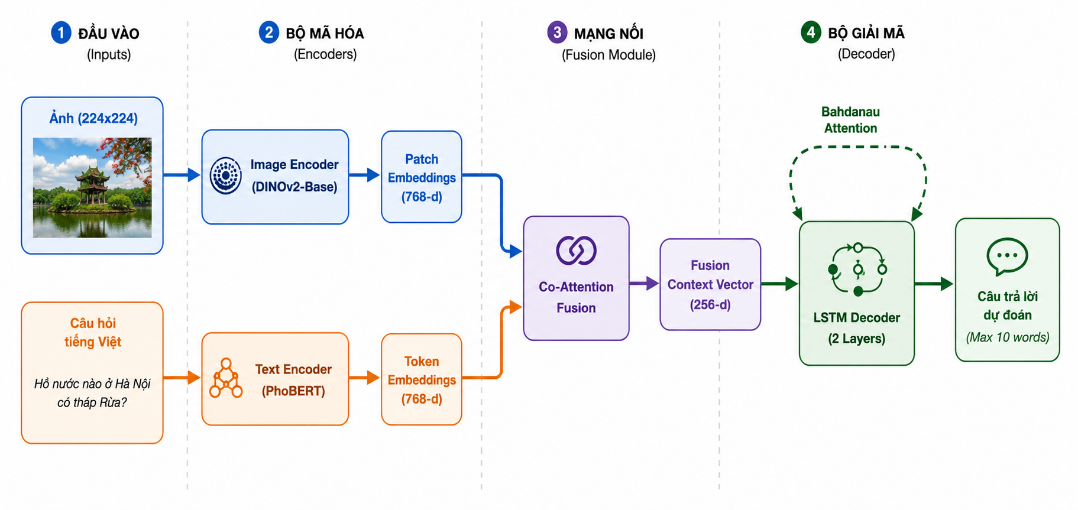 1 ĐẦU VÀO
(Inputs)
2 BỘ MÃ HÓA
(Encoders)
3 MẠNG NỐI
(Fusion Module)
4 BỘ GIẢI MÃ
(Decoder)
Ảnh (224x224)
Image Encoder
(DINOv2-Base)
Patch
Embeddings
(768-d)
Câu hỏi
tiếng Việt
Hồ nước nào ở Hà Nội
có tháp Rừa?
Text Encoder
(PhoBERT)
Token
Embeddings
(768-d)
Co-Attention
Fusion
Fusion
Context Vector
(256-d)
Bahdanau
Attention
LSTM Decoder
(2 Layers)
Câu trả lời
dự đoán
(Max 10 words)